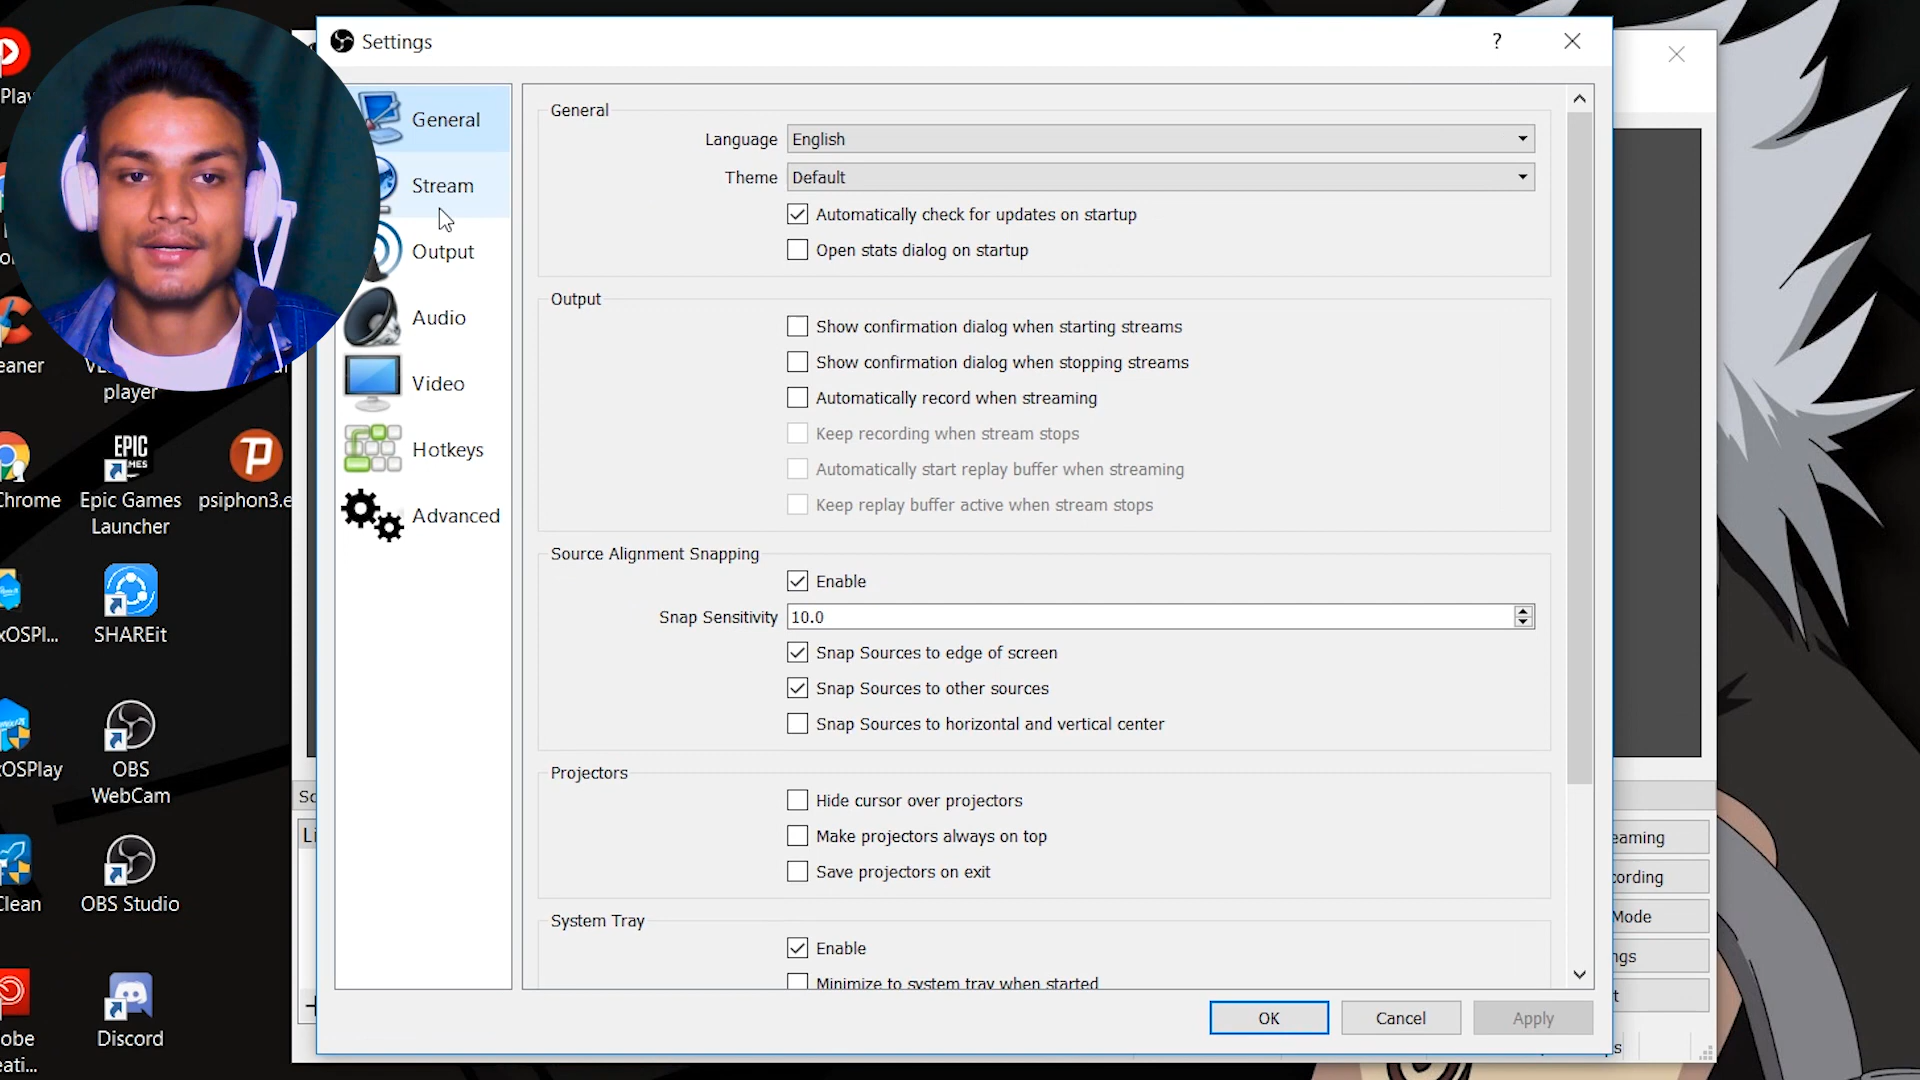 Settings
?
General
Stream
Output
Audio
Video
Hotkeys
Advanced
General
Language English
Theme Default
Automatically check for updates on startup
Open stats dialog on startup
Output
Show confirmation dialog when starting streams
Show confirmation dialog when stopping streams
Automatically record when streaming
Keep recording when stream stops
Automatically start replay buffer when streaming
Keep replay buffer active when stream stops
Source Alignment Snapping
Enable
Snap Sensitivity 10.0
Snap Sources to edge of screen
Snap Sources to other sources
Snap Sources to horizontal and vertical center
Projectors
Hide cursor over projectors
Make projectors always on top
Save projectors on exit
System Tray
Enable
Minimize to system tray when started
OK
Cancel
Apply
Play
eaner
player
Chrome
EPIC
Epic Games
Launcher
psiphon3.e
xOSPl...
SHAREit
xOSPlay
OBS
WebCam
Clean
OBS Studio
obe
eati...
Discord
Sc
Li
eaming
cording
Mode
ngs
t
s